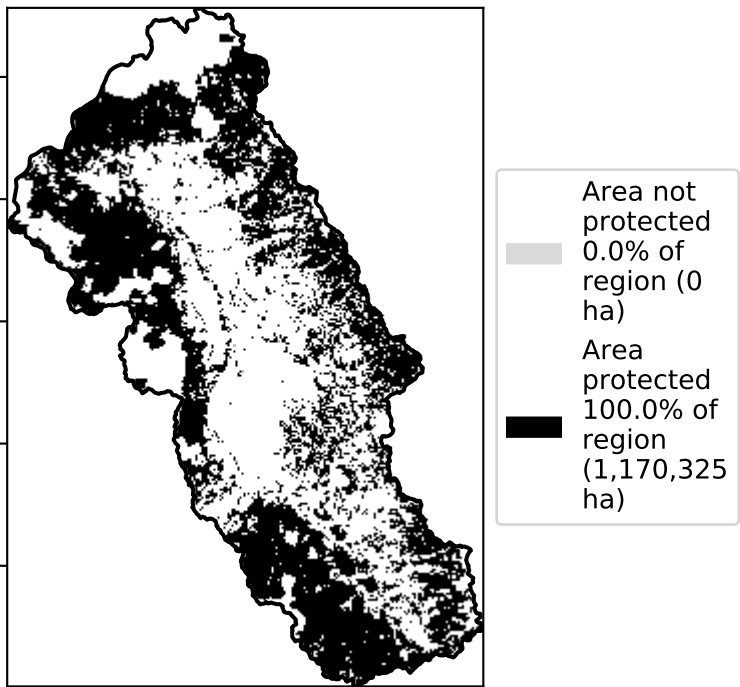 Area not
protected
0.0% of
region (0
ha)
Area
protected
100.0% of
region
(1,170,325
ha)